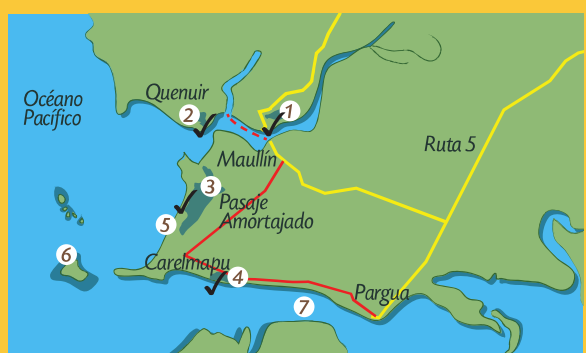 Quenuir
1
Océano
Pacífico
2
Ruta 5
Maullín
3
Pasaje
Amortajado
5
6
Carelmapu
4
Pargua
7